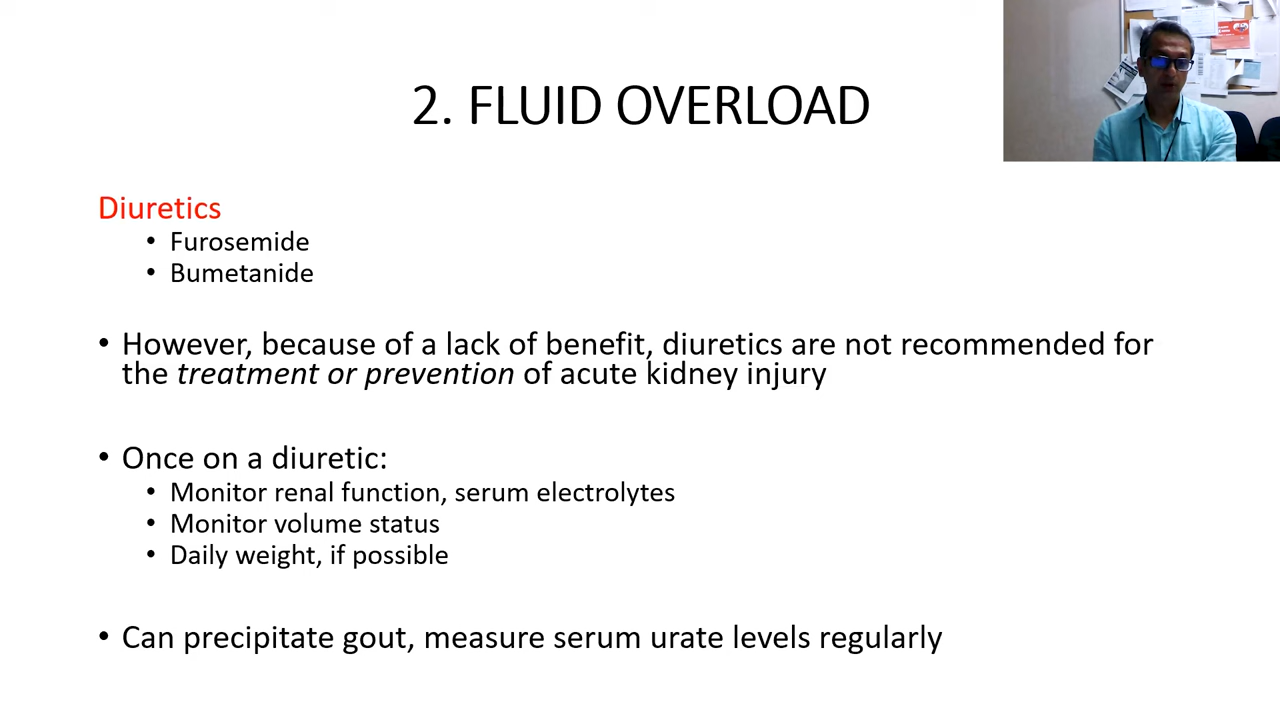 2. FLUID OVERLOAD
Diuretics
• Furosemide
• Bumetanide
• However, because of a lack of benefit, diuretics are not recommended for
the treatment or prevention of acute kidney injury
• Once on a diuretic:
• Monitor renal function, serum electrolytes
• Monitor volume status
• Daily weight, if possible
• Can precipitate gout, measure serum urate levels regularly